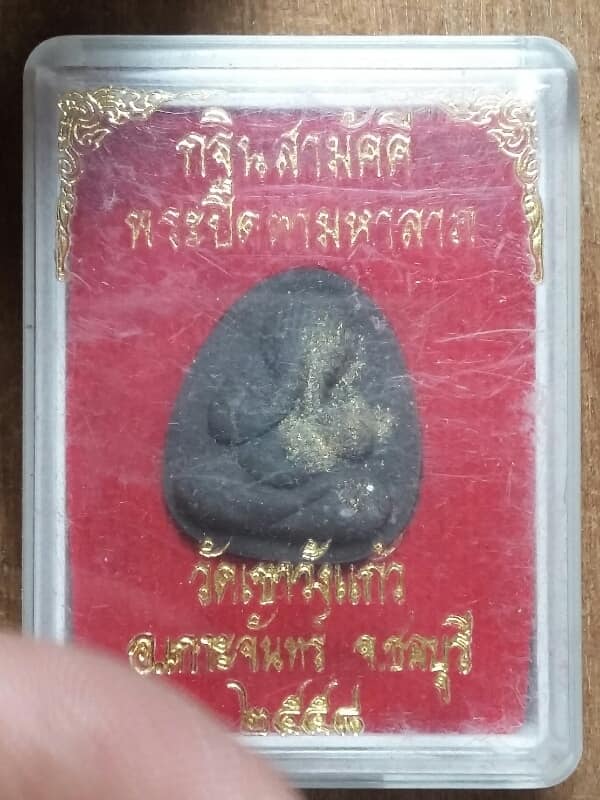 กฐินสามัคคี
พระปิดตามหาลาภ
วัดเขาวังแก้ว
อ.เกาะจันทร์ จ.ชลบุรี
๒๕๕๘